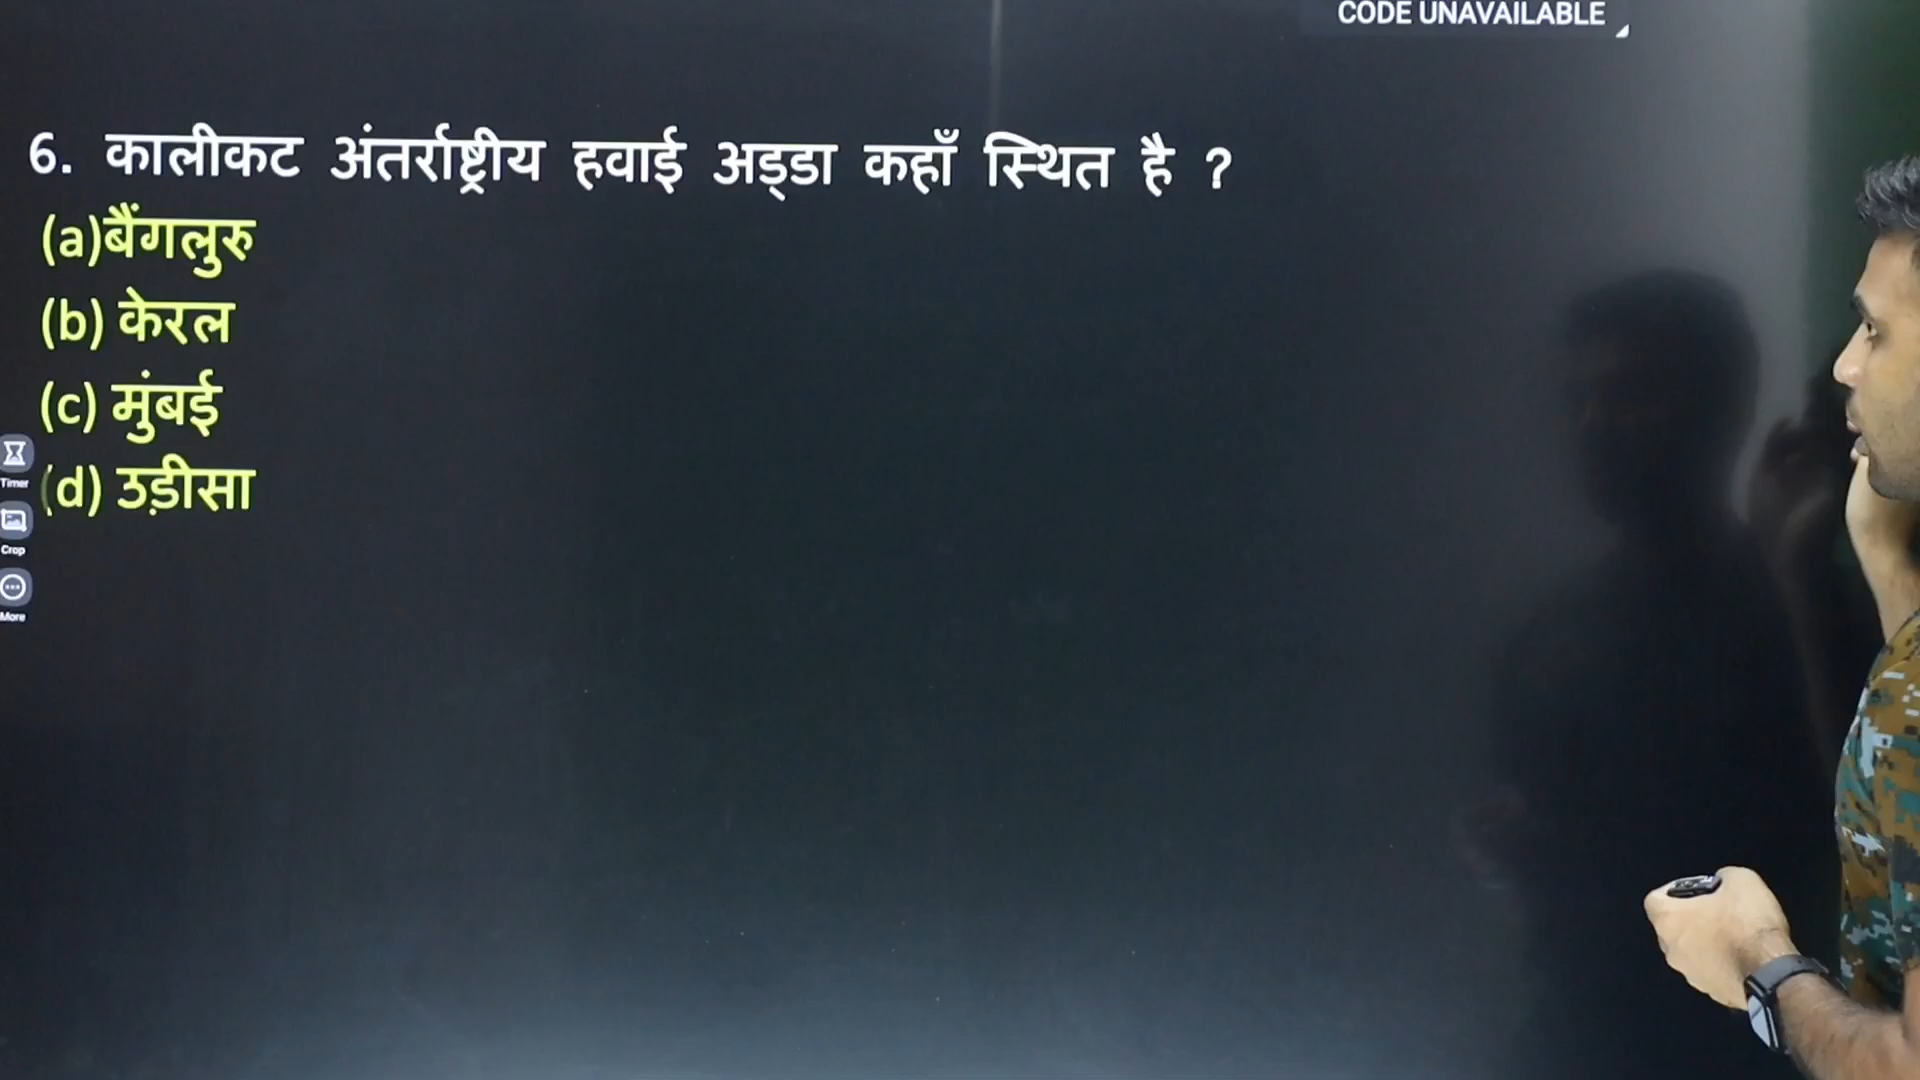 CODE UNAVAILABLE
6. कालीकट अंतर्राष्ट्रीय हवाई अड्डा कहाँ स्थित है ?
(a)बैंगलुरु
(b) केरल
(c) मुंबई
(d) उड़ीसा
Timer
Crop
More